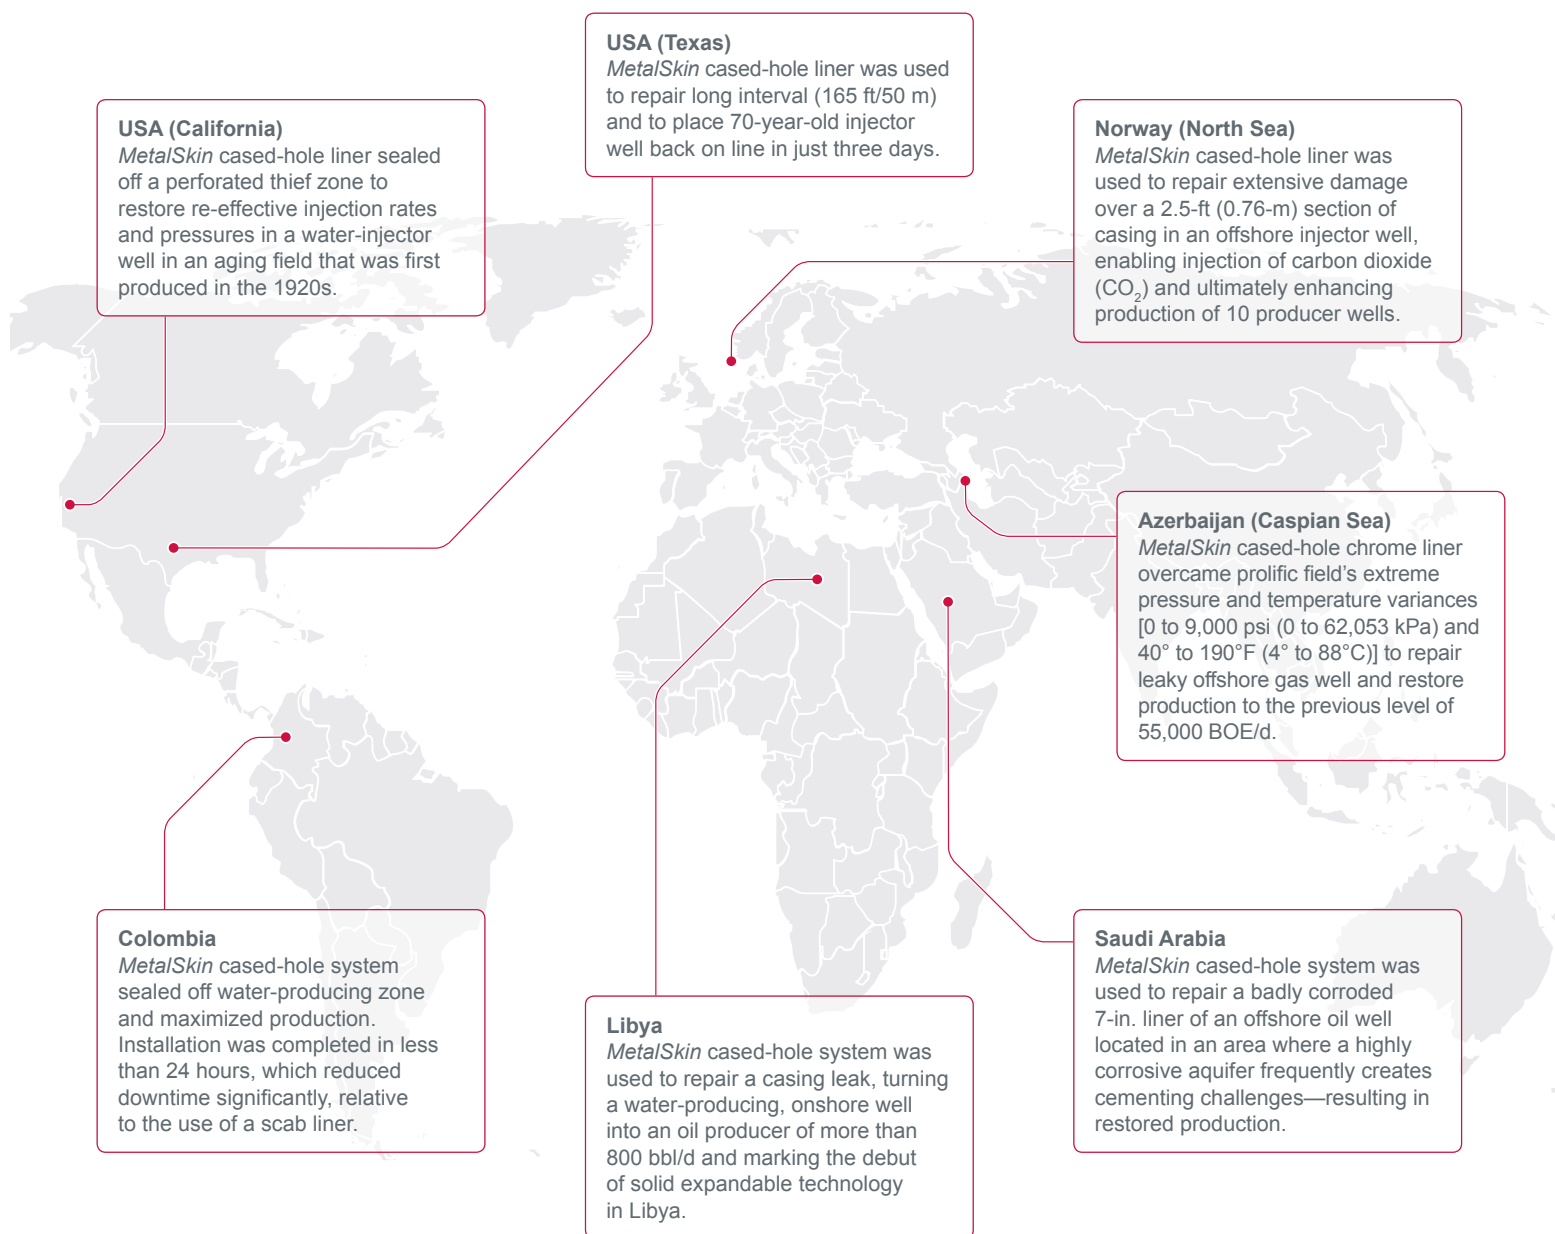 USA (Texas)
MetalSkin cased-hole liner was used
to repair long interval (165 ft/50 m)
and to place 70-year-old injector
well back on line in just three days.
USA (California)
MetalSkin cased-hole liner sealed
off a perforated thief zone to
restore re-effective injection rates
and pressures in a water-injector
well in an aging field that was first
produced in the 1920s.
Norway (North Sea)
MetalSkin cased-hole liner was
used to repair extensive damage
over a 2.5-ft (0.76-m) section of
casing in an offshore injector well,
enabling injection of carbon dioxide
(CO2) and ultimately enhancing
production of 10 producer wells.
Azerbaijan (Caspian Sea)
MetalSkin cased-hole chrome liner
overcame prolific field's extreme
pressure and temperature variances
[0 to 9,000 psi (0 to 62,053 kPa) and
40° to 190°F (4° to 88°C)] to repair
leaky offshore gas well and restore
production to the previous level of
55,000 BOE/d.
Colombia
MetalSkin cased-hole system
sealed off water-producing zone
and maximized production.
Installation was completed in less
than 24 hours, which reduced
downtime significantly, relative
to the use of a scab liner.
Libya
MetalSkin cased-hole system was
used to repair a casing leak, turning
a water-producing, onshore well
into an oil producer of more than
800 bbl/d and marking the debut
of solid expandable technology
in Libya.
Saudi Arabia
MetalSkin cased-hole system was
used to repair a badly corroded
7-in. liner of an offshore oil well
located in an area where a highly
corrosive aquifer frequently creates
cementing challenges—resulting in
restored production.